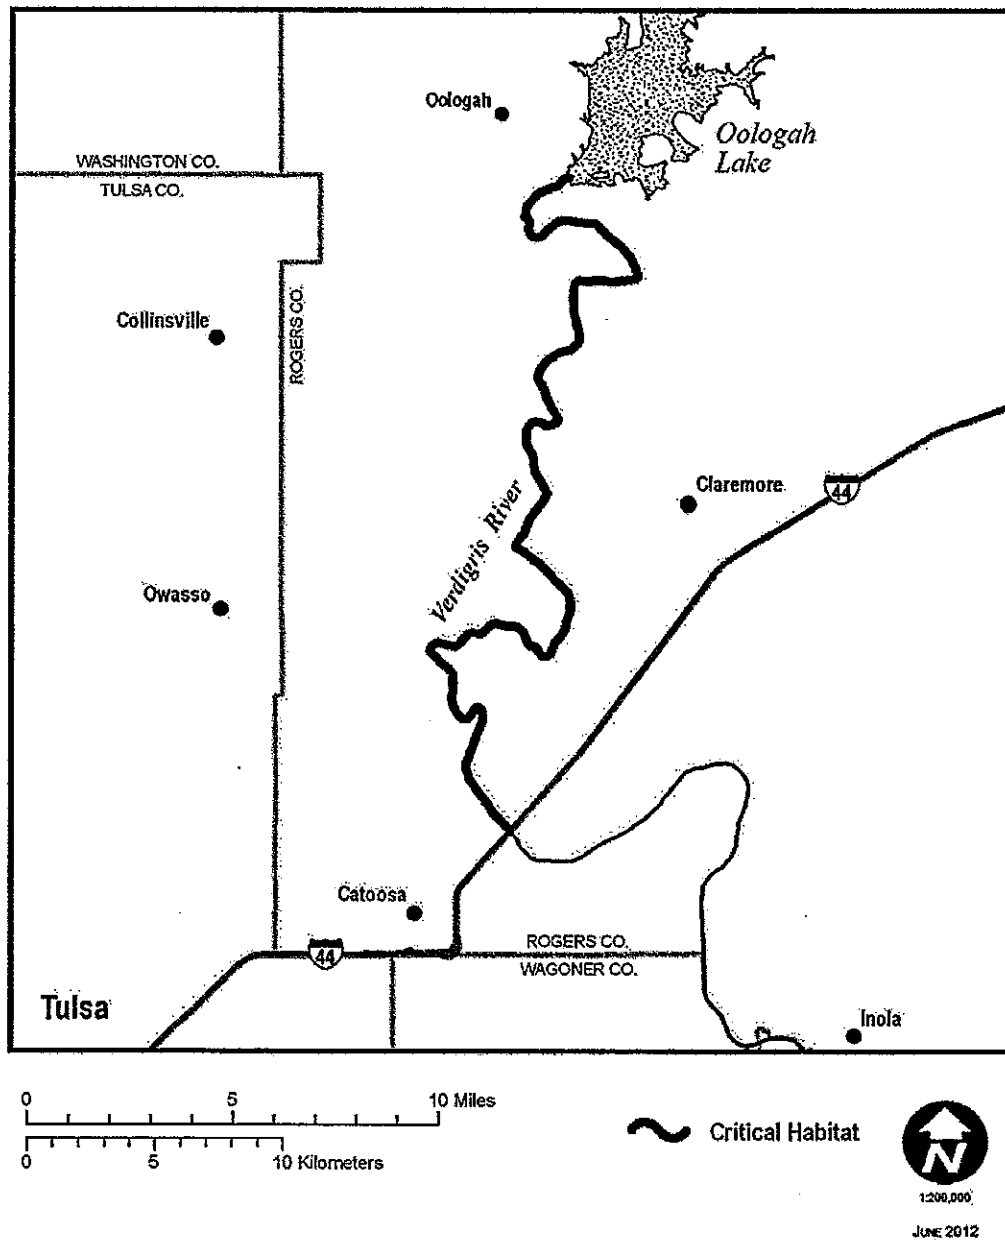 Oologah
Oologah
Lake
WASHINGTON CO.
TULSA CO.
ROGERS CO.
Collinsville
Claremore
44
Verdigris River
Owasso
Catoosa
44
ROGERS CO.
WAGONER CO.
Tulsa
Inola
0 5 10 Miles
0 5 10 Kilometers
Critical Habitat
N
1:200,000
JUNE 2012